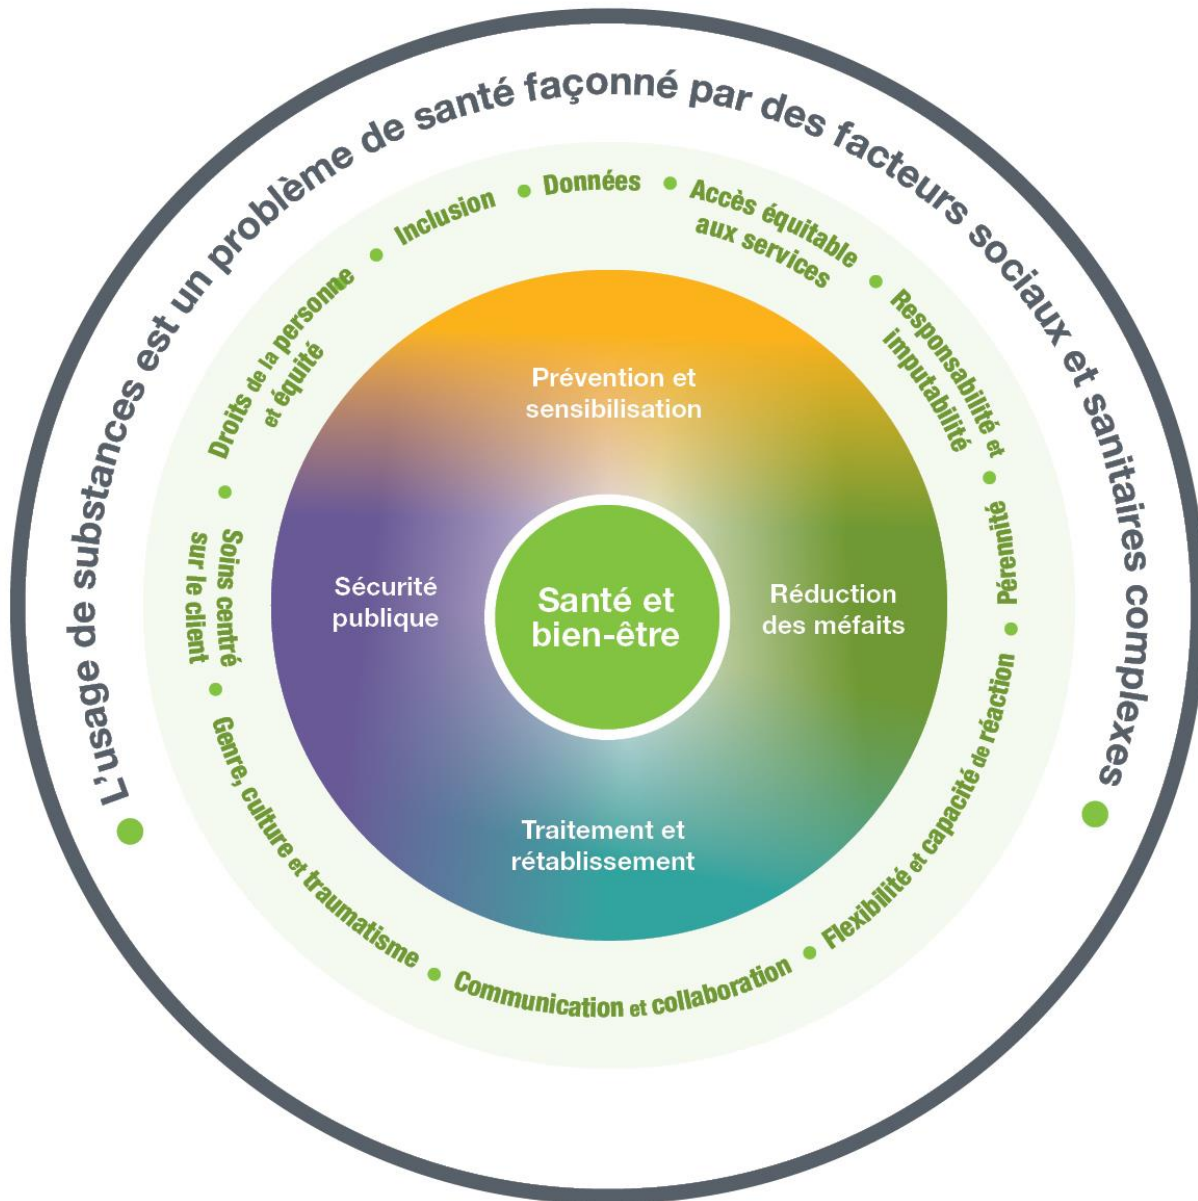 L'usage de substances est un problème de santé façonné par des facteurs sociaux et sanitaires complexes
Données
Accès équitable
aux services
Responsabilité et
imputabilité
Pérennité
Flexibilité et capacité de réaction
Communication et collaboration
Genre, culture et traumatisme
Soins centré
sur le client
Droits de la personne
et équité
Inclusion
Prévention et
sensibilisation
Réduction
des méfaits
Traitement et
rétablissement
Sécurité
publique
Santé et
bien-être